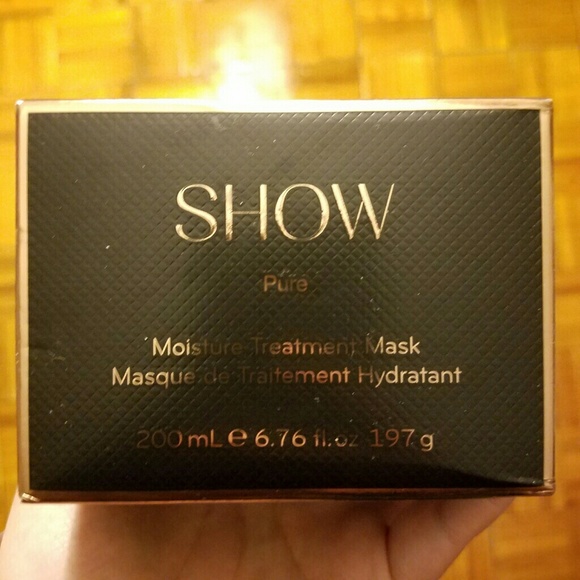 SHOW
Pure
Moisture Treatment Mask
Masque de Traitement Hydratant
200 mL ℮ 6.76 fl. oz 197 g